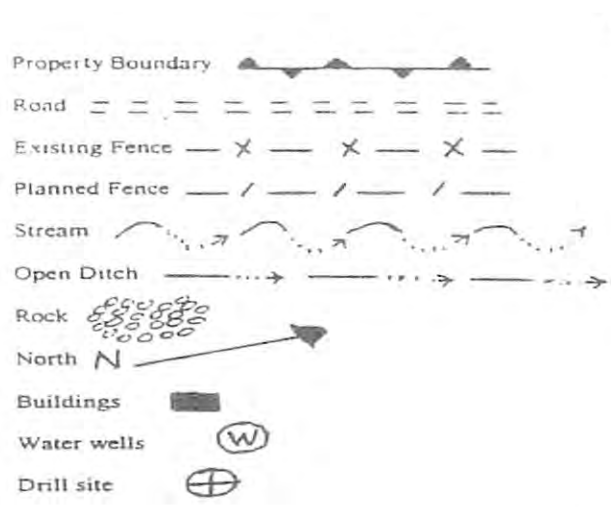 Property Boundary
Road
Existing Fence
Planned Fence
Stream
Open Ditch
Rock
North N
Buildings
Water wells W
Drill site